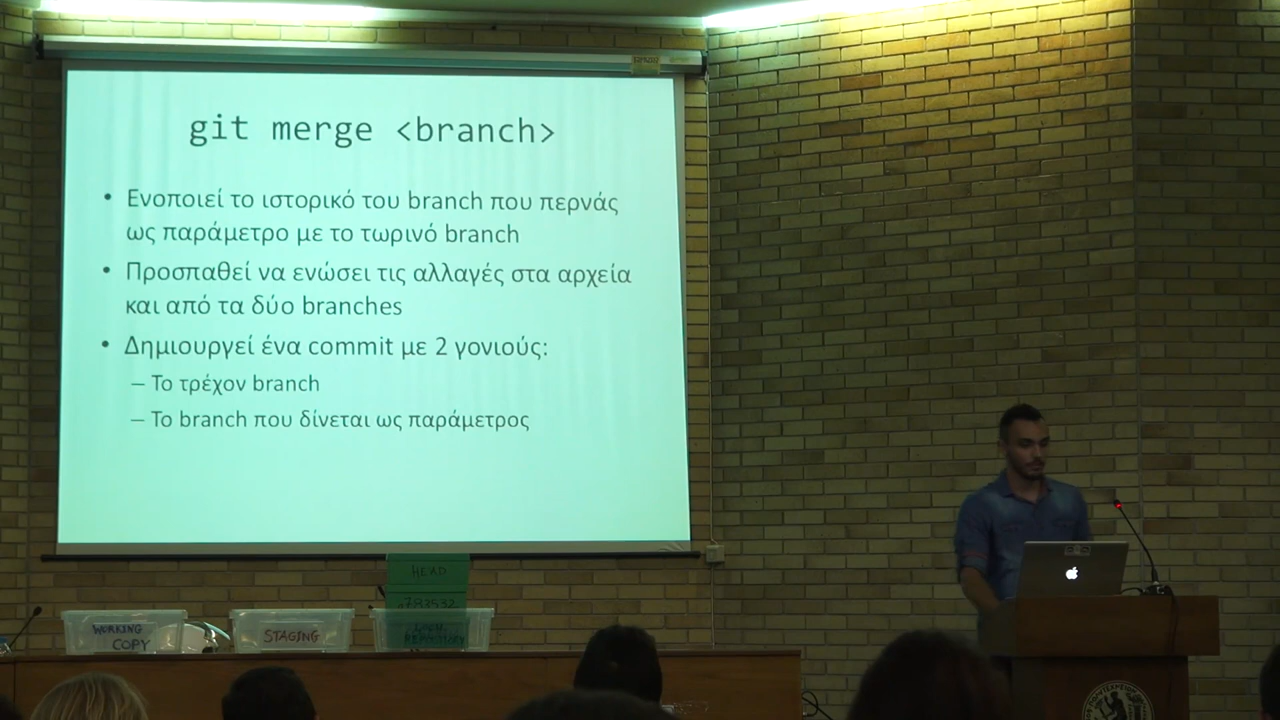 git merge <branch>
• Ενοποιεί το ιστορικό του branch που περνάς
ως παράμετρο με το τωρινό branch
• Προσπαθεί να ενώσει τις αλλαγές στα αρχεία
και από τα δύο branches
• Δημιουργεί ένα commit με 2 γονιούς:
– Το τρέχον branch
– Το branch που δίνεται ως παράμετρος
HEAD
WORKING
COPY
STAGING
REPOSITORY